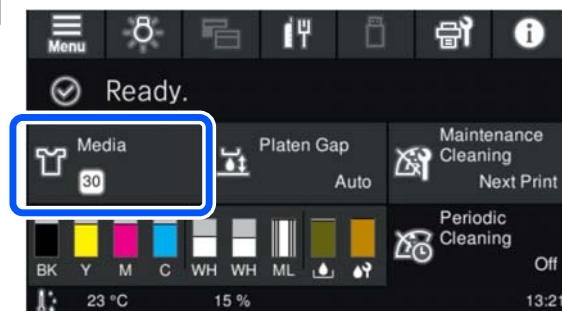 Menu
Ready.
Media
30
Platen Gap
Auto
Maintenance
Cleaning
Next Print
BK Y M C WH WH ML
Periodic
Cleaning
Off
23 °C 15 % 13:21